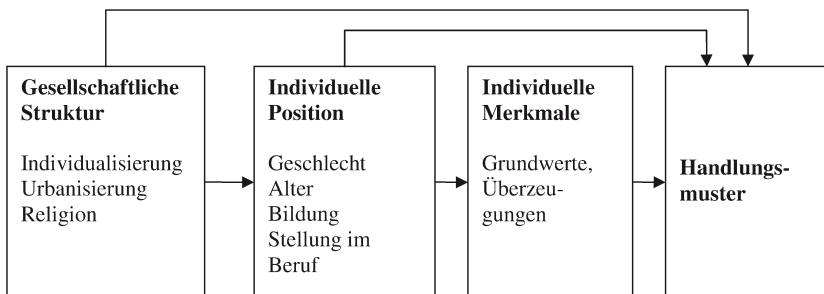 Gesellschaftliche
Struktur
Individualisierung
Urbanisierung
Religion
Individuelle
Position
Geschlecht
Alter
Bildung
Stellung im
Beruf
Individuelle
Merkmale
Grundwerte,
Überzeu-
gungen
Handlungs-
muster